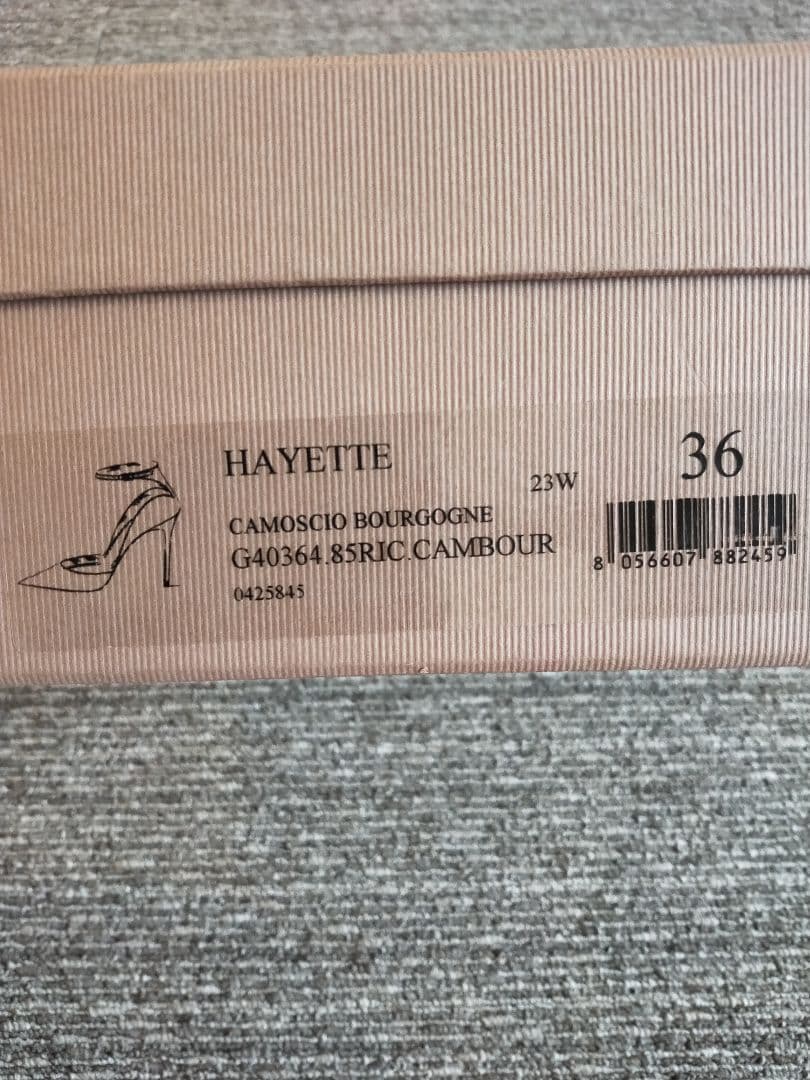 HAYETTE
36
23W
CAMOSCIO BOURGOGNE
G40364.85RIC.CAMBOUR
8 056607 882459
0425845